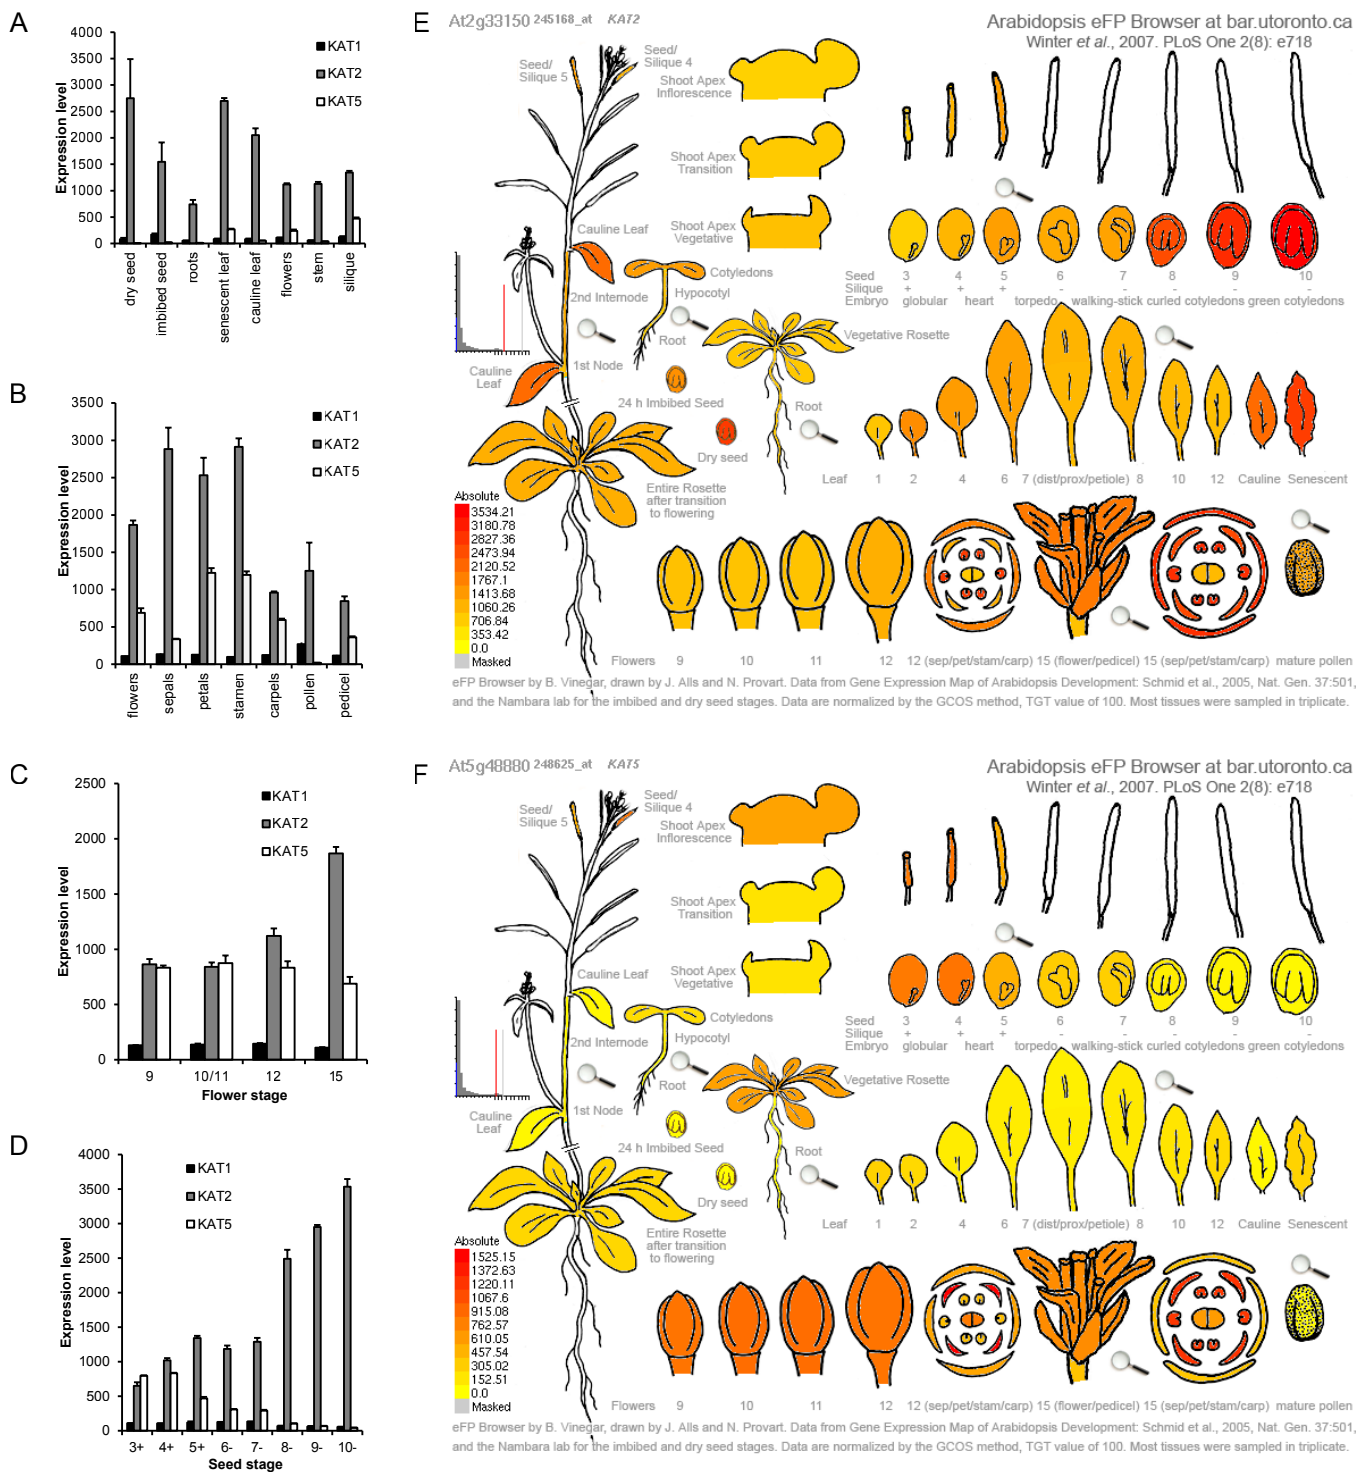 A
Expression level
4000
3500
3000
2500
2000
1500
1000
500
0
KAT1
KAT2
KAT5
dry seed
imbibed seed
roots
senescent leaf
cauline leaf
flowers
stem
silique
B
Expression level
3500
3000
2500
2000
1500
1000
500
0
KAT1
KAT2
KAT5
flowers
sepals
petals
stamen
carpels
pollen
pedicel
C
Expression level
2500
2000
1500
1000
500
0
KAT1
KAT2
KAT5
9 10/11 12 15
Flower stage
D
Expression level
4000
3500
3000
2500
2000
1500
1000
500
0
KAT1
KAT2
KAT5
3+ 4+ 5+ 6- 7- 8- 9- 10-
Seed stage
E
At2g33150 245168_at KAT2
Arabidopsis eFP Browser at bar.utoronto.ca
Winter et al., 2007. PLoS One 2(8): e718
Seed/
Silique 5
Seed/
Silique 4
Shoot Apex
Inflorescence
Shoot Apex
Transition
Shoot Apex
Vegetative
Cauline Leaf
2nd Internode
Cotyledons
Hypocotyl
Root
1st Node
Cauline
Leaf
24 h Imbibed Seed
Dry seed
Root
Vegetative Rosette
Entire Rosette
after transition
to flowering
Seed 3 4 5 6 7 8 9 10
Silique + + + - - - - -
Embryo globular heart torpedo walking-stick curled cotyledons green cotyledons
Leaf 1 2 4 6 7 (dist/prox/petiole) 8 10 12 Cauline Senescent
Absolute
3534.21
3180.78
2827.36
2473.94
2120.52
1767.1
1413.68
1060.26
706.84
353.42
0.0
Masked
Flowers 9 10 11 12 12 (sep/pet/stam/carp) 15 (flower/pedicel) 15 (sep/pet/stam/carp) mature pollen
eFP Browser by B. Vinegar, drawn by J. Alls and N. Provart. Data from Gene Expression Map of Arabidopsis Development: Schmid et al., 2005, Nat. Gen. 37:501,
and the Nambara lab for the imbibed and dry seed stages. Data are normalized by the GCOS method, TGT value of 100. Most tissues were sampled in triplicate.
F
At5g48880 248625_at KAT5
Arabidopsis eFP Browser at bar.utoronto.ca
Winter et al., 2007. PLoS One 2(8): e718
Seed/
Silique 5
Seed/
Silique 4
Shoot Apex
Inflorescence
Shoot Apex
Transition
Shoot Apex
Vegetative
Cauline Leaf
2nd Internode
Cotyledons
Hypocotyl
Root
1st Node
Cauline
Leaf
24 h Imbibed Seed
Dry seed
Root
Vegetative Rosette
Entire Rosette
after transition
to flowering
Seed 3 4 5 6 7 8 9 10
Silique + + + - - - - -
Embryo globular heart torpedo walking-stick curled cotyledons green cotyledons
Leaf 1 2 4 6 7 (dist/prox/petiole) 8 10 12 Cauline Senescent
Absolute
1525.15
1372.63
1220.11
1067.6
915.08
762.57
610.05
457.54
305.02
152.51
0.0
Masked
Flowers 9 10 11 12 12 (sep/pet/stam/carp) 15 (flower/pedicel) 15 (sep/pet/stam/carp) mature pollen
eFP Browser by B. Vinegar, drawn by J. Alls and N. Provart. Data from Gene Expression Map of Arabidopsis Development: Schmid et al., 2005, Nat. Gen. 37:501,
and the Nambara lab for the imbibed and dry seed stages. Data are normalized by the GCOS method, TGT value of 100. Most tissues were sampled in triplicate.